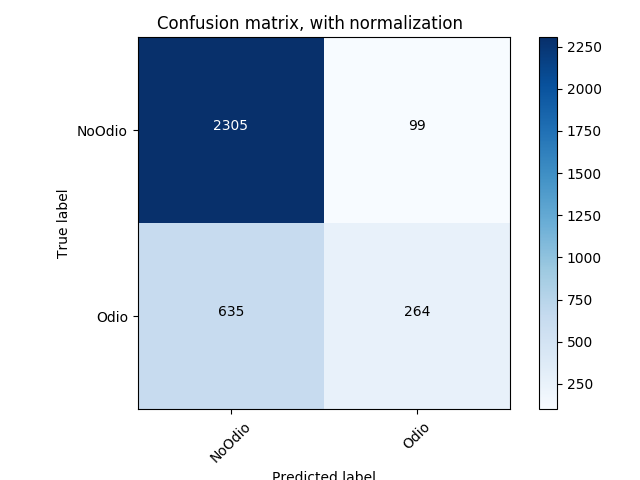 Confusion matrix, with normalization
True label
NoOdio
2305
99
Odio
635
264
NoOdio
Odio
Predicted label
2250
2000
1750
1500
1250
1000
750
500
250